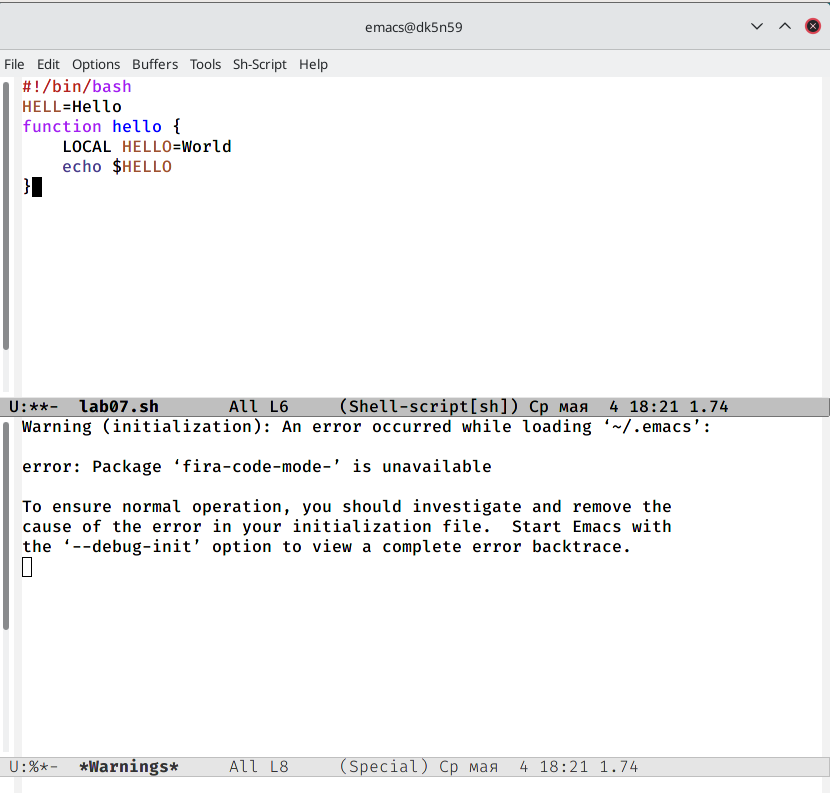 emacs@dk5n59
File Edit Options Buffers Tools Sh-Script Help
#!/bin/bash
HELL=Hello
function hello {
    LOCAL HELLO=World
    echo $HELLO
}
U:**-  lab07.sh       All L6     (Shell-script[sh]) Ср мая  4 18:21 1.74
Warning (initialization): An error occurred while loading ‘~/.emacs’:
error: Package ‘fira-code-mode-’ is unavailable
To ensure normal operation, you should investigate and remove the
cause of the error in your initialization file.  Start Emacs with
the ‘--debug-init’ option to view a complete error backtrace.
U:%*-  *Warnings*     All L8     (Special) Ср мая  4 18:21 1.74